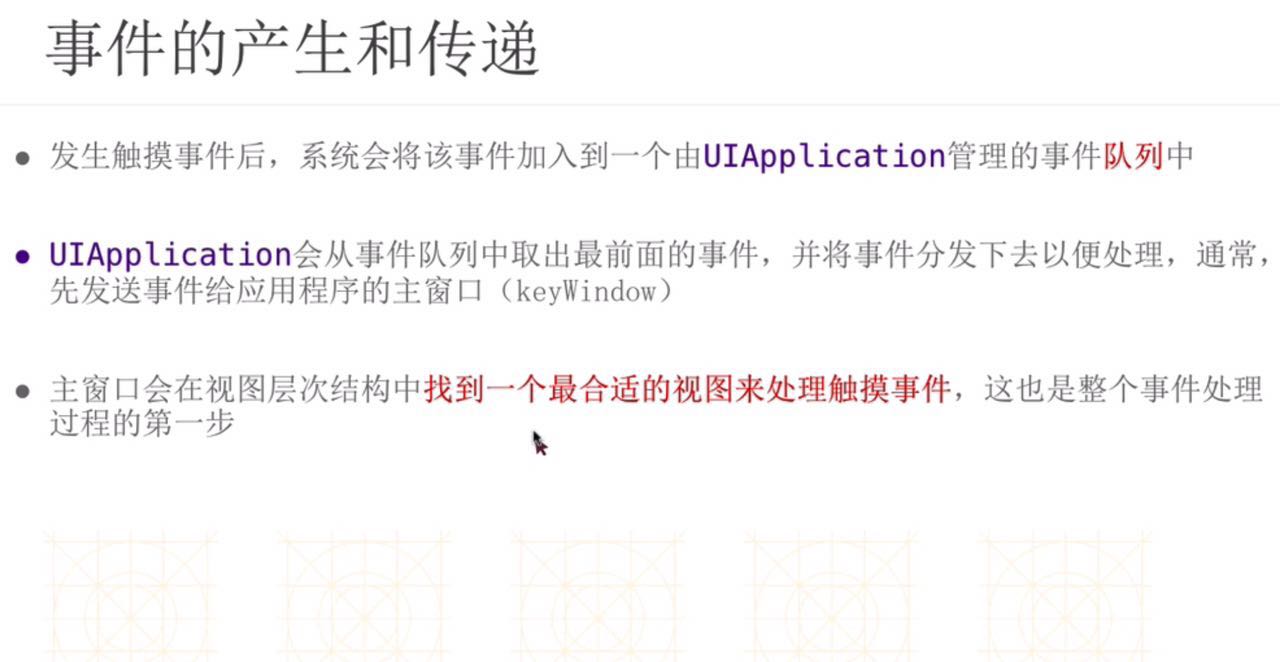 事件的产生和传递
● 发生触摸事件后，系统会将该事件加入到一个由UIApplication管理的事件队列中
● UIApplication会从事件队列中取出最前面的事件，并将事件分发下去以便处理，通常，
先发送事件给应用程序的主窗口（keyWindow）
● 主窗口会在视图层次结构中找到一个最合适的视图来处理触摸事件，这也是整个事件处理
过程的第一步